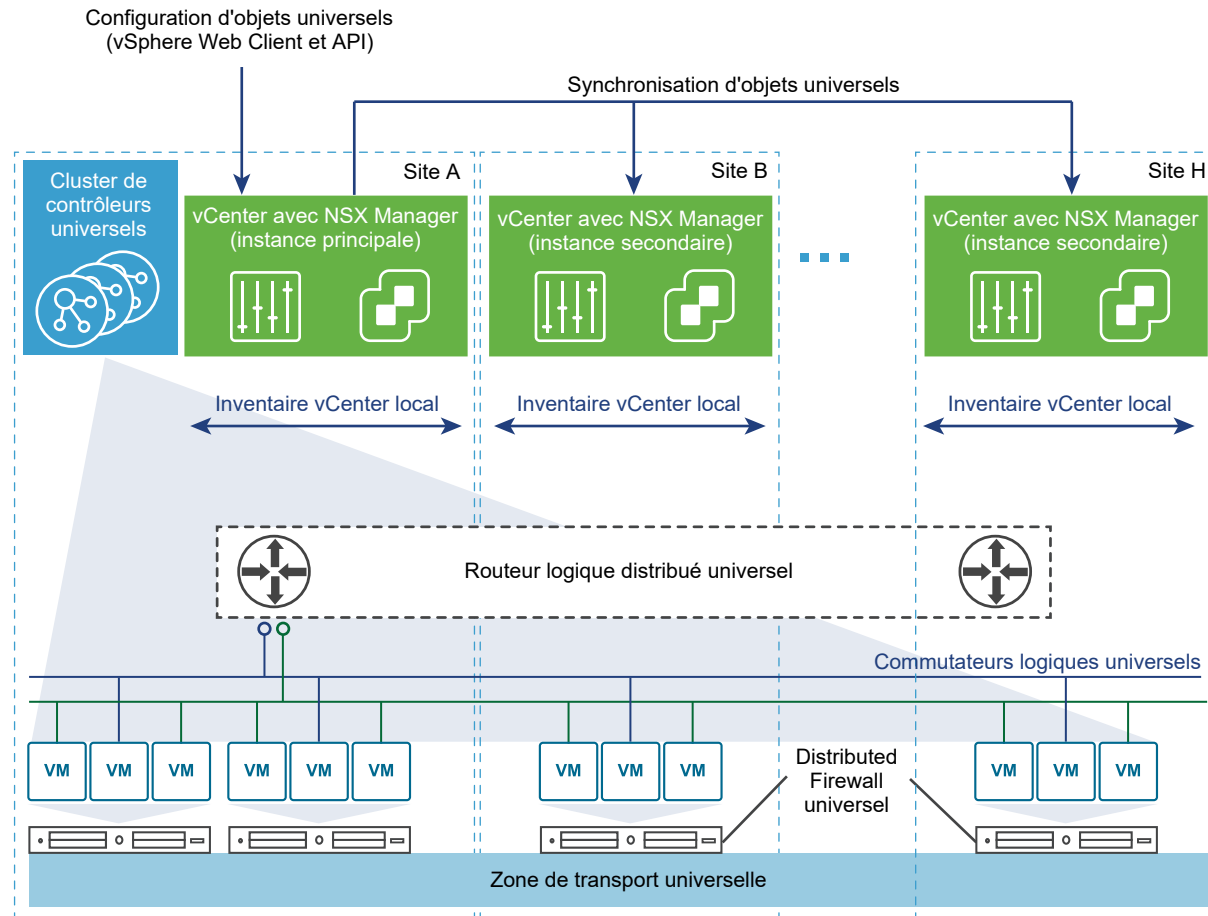 Configuration d'objets universels
(vSphere Web Client et API)
Synchronisation d'objets universels
Site A
Site B
Site H
Cluster de
contrôleurs
universels
vCenter avec NSX Manager
(instance principale)
vCenter avec NSX Manager
(instance secondaire)
vCenter avec NSX Manager
(instance secondaire)
Inventaire vCenter local
Inventaire vCenter local
Inventaire vCenter local
Routeur logique distribué universel
Commutateurs logiques universels
VM
VM
VM
VM
VM
VM
VM
VM
VM
VM
VM
VM
Distributed
Firewall
universel
Zone de transport universelle